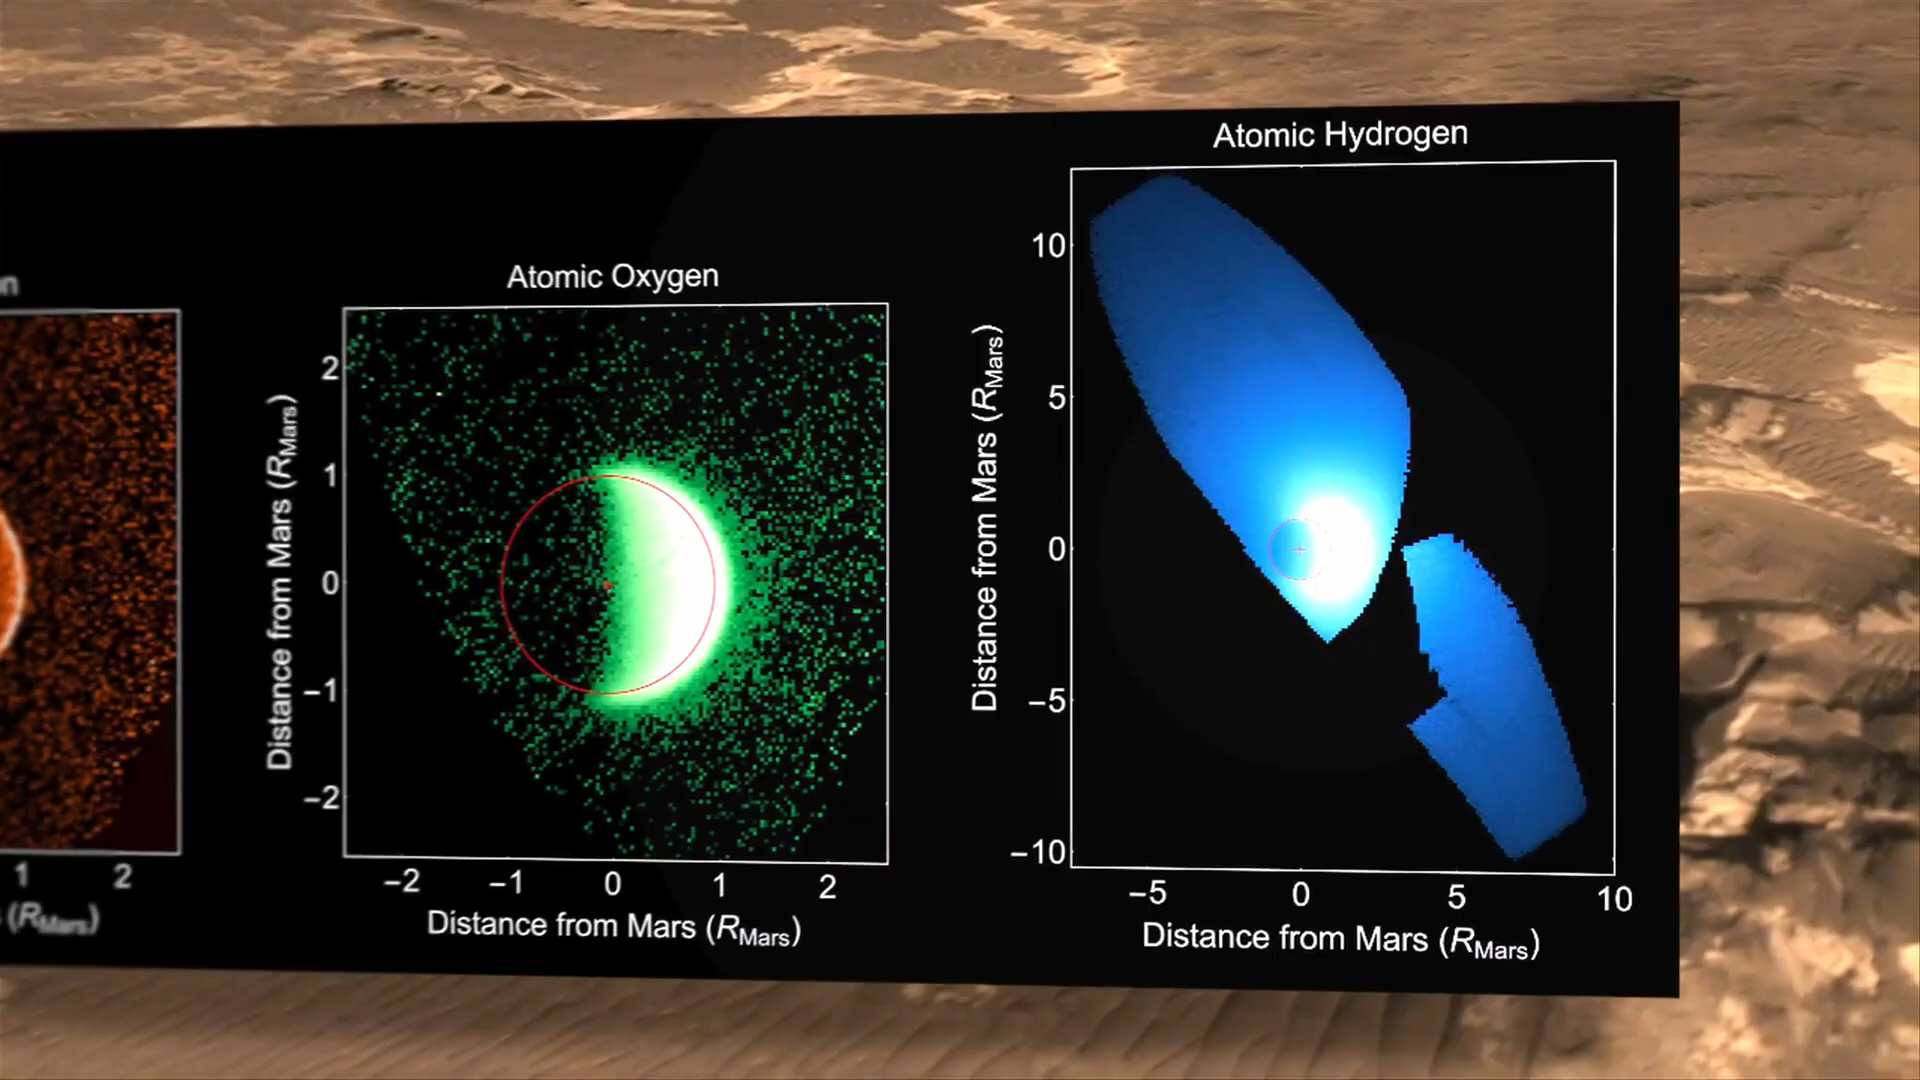 Atomic Hydrogen
10
5
0
−5
−10
Distance from Mars (RMars)
−5 0 5 10
Distance from Mars (RMars)
Atomic Oxygen
2
1
0
−1
−2
Distance from Mars (RMars)
−2 −1 0 1 2
Distance from Mars (RMars)
n
1 2
(RMars)